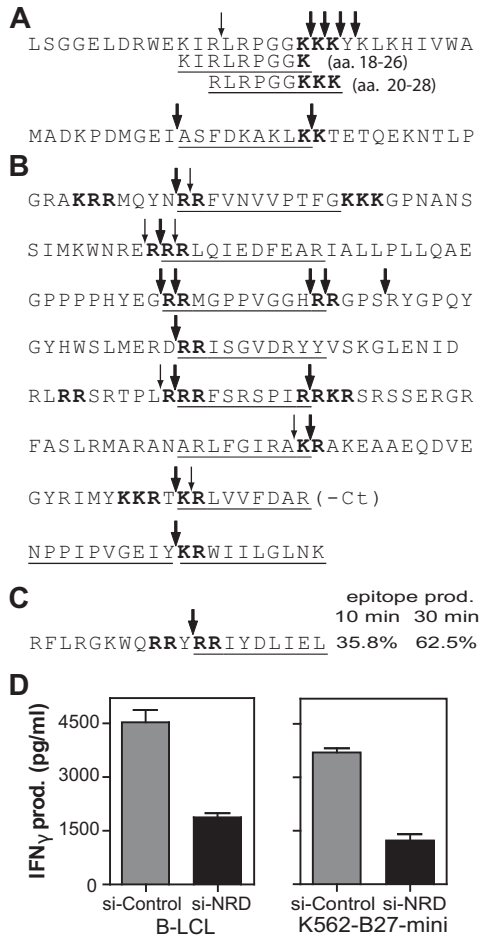 A
LSGGELDRWEKIRLRPGGKKKYKLKHIVWA
KIRLRPGGK (aa. 18-26)
RLRPGGKKK (aa. 20-28)
MADKPDMGEIASFDKAKLKKTETQEKNTLP
B
GRAKRRMQYNRRFVNVVPTFGKKKGPNANS
SIMKWNRERRRLQIEDFEARIALLPLLQAE
GPPPPHYEGRRMGPPVGGHRRGPSRYGPQY
GYHWSLMERDRRISGVDRYYVSKGLENID
RLRRSRTPLRRRFSRSPIRRKRSRSSERGR
FASLRMARANARLFGIRAKRAKEAAEQDVE
GYRIMYKKRTKRLVVFDAR(-Ct)
NPPIPVGEIYKRWIILGLNK
C
epitope prod.
10 min 30 min
RFLRGKWQRRYRRIYDLIEL 35.8% 62.5%
D
IFNγ prod. (pg/ml)
4500
3000
1500
0
si-Control si-NRD si-Control si-NRD
B-LCL K562-B27-mini